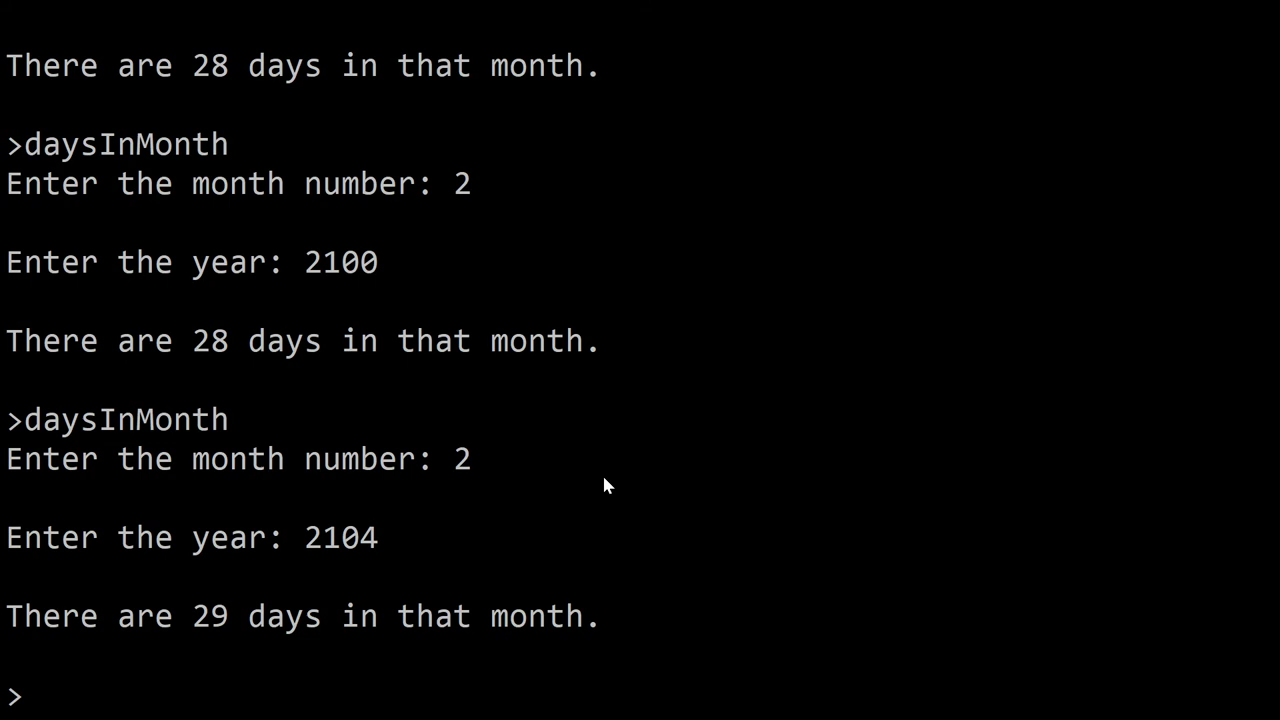 There are 28 days in that month.
>daysInMonth
Enter the month number: 2
Enter the year: 2100
There are 28 days in that month.
>daysInMonth
Enter the month number: 2
Enter the year: 2104
There are 29 days in that month.
>